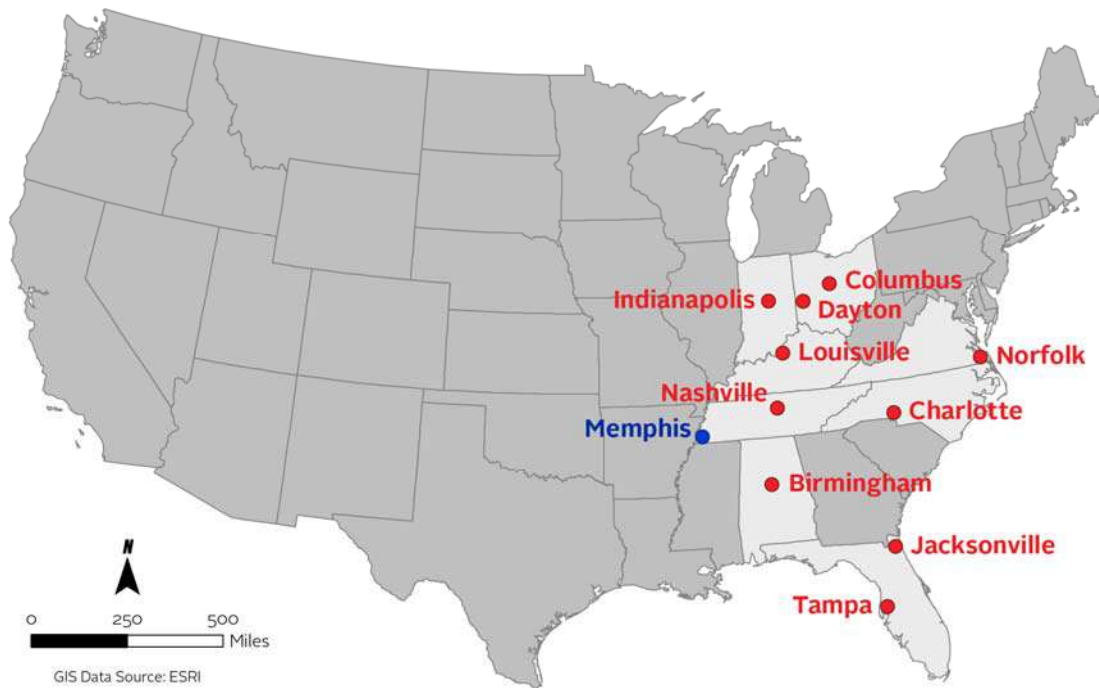 Columbus
Indianapolis
Dayton
Louisville
Norfolk
Nashville
Charlotte
Memphis
Birmingham
N
Jacksonville
Tampa
0 250 500
Miles
GIS Data Source: ESRI